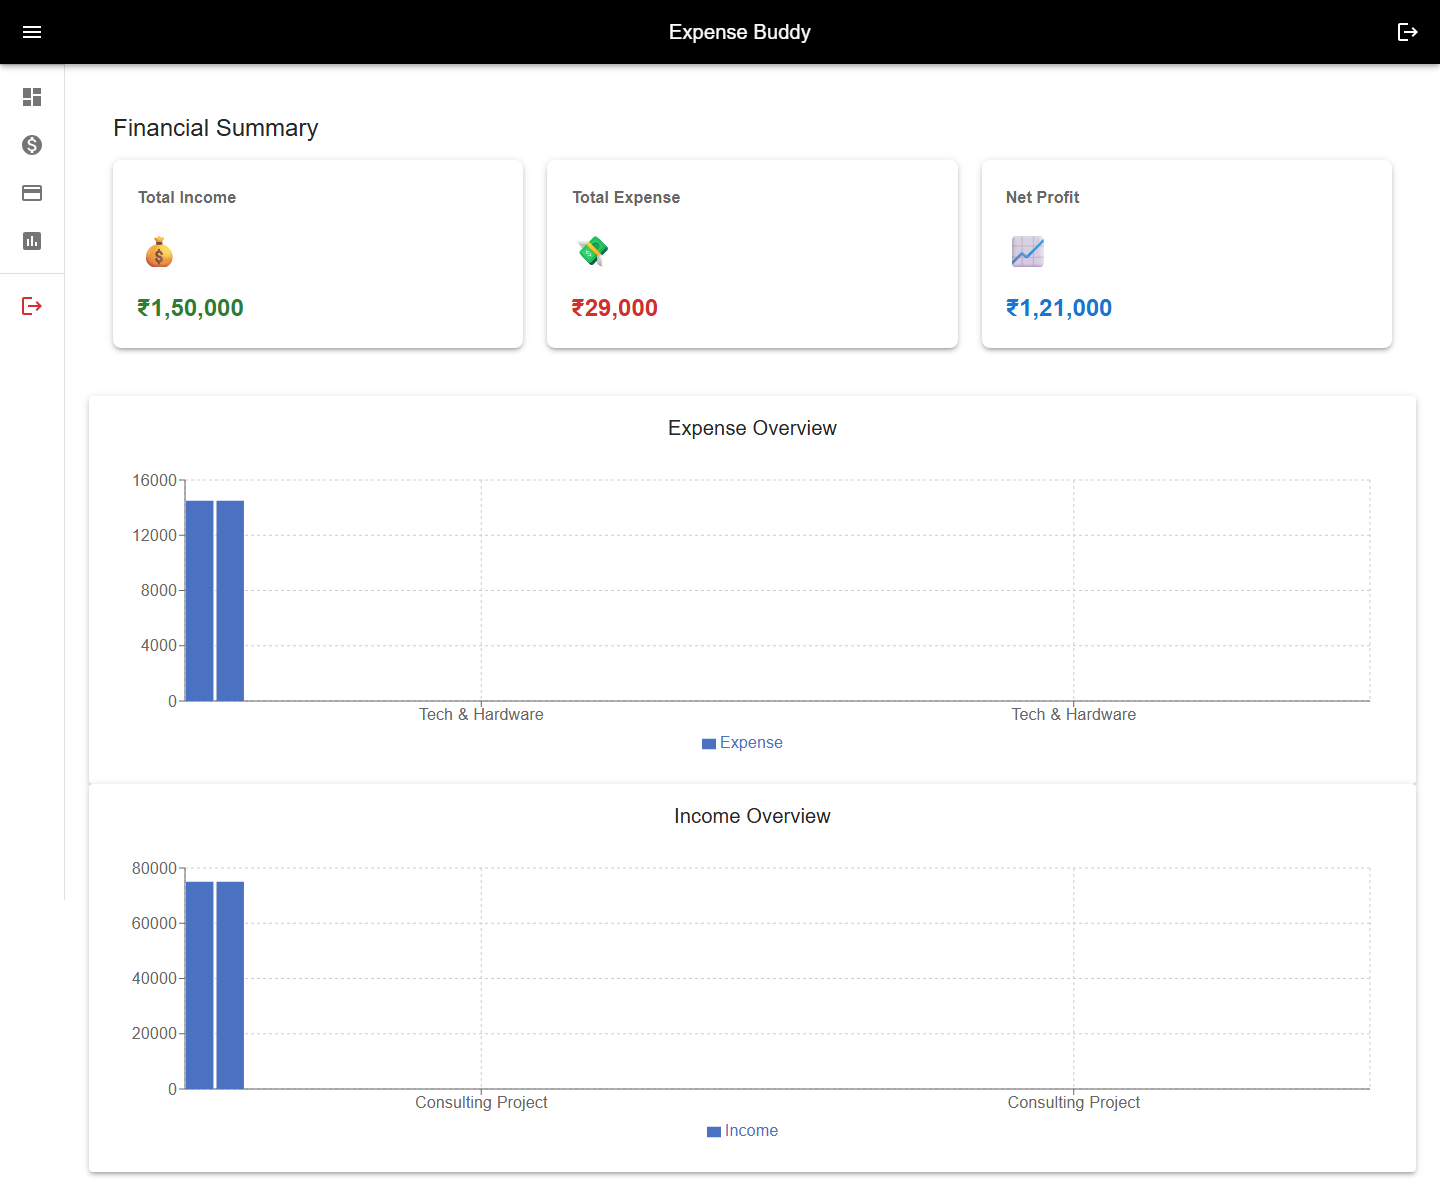 Expense Buddy
Financial Summary
Total Income
₹1,50,000
Total Expense
₹29,000
Net Profit
₹1,21,000
Expense Overview
16000
12000
8000
4000
0
Tech & Hardware
Tech & Hardware
Expense
Income Overview
80000
60000
40000
20000
0
Consulting Project
Consulting Project
Income